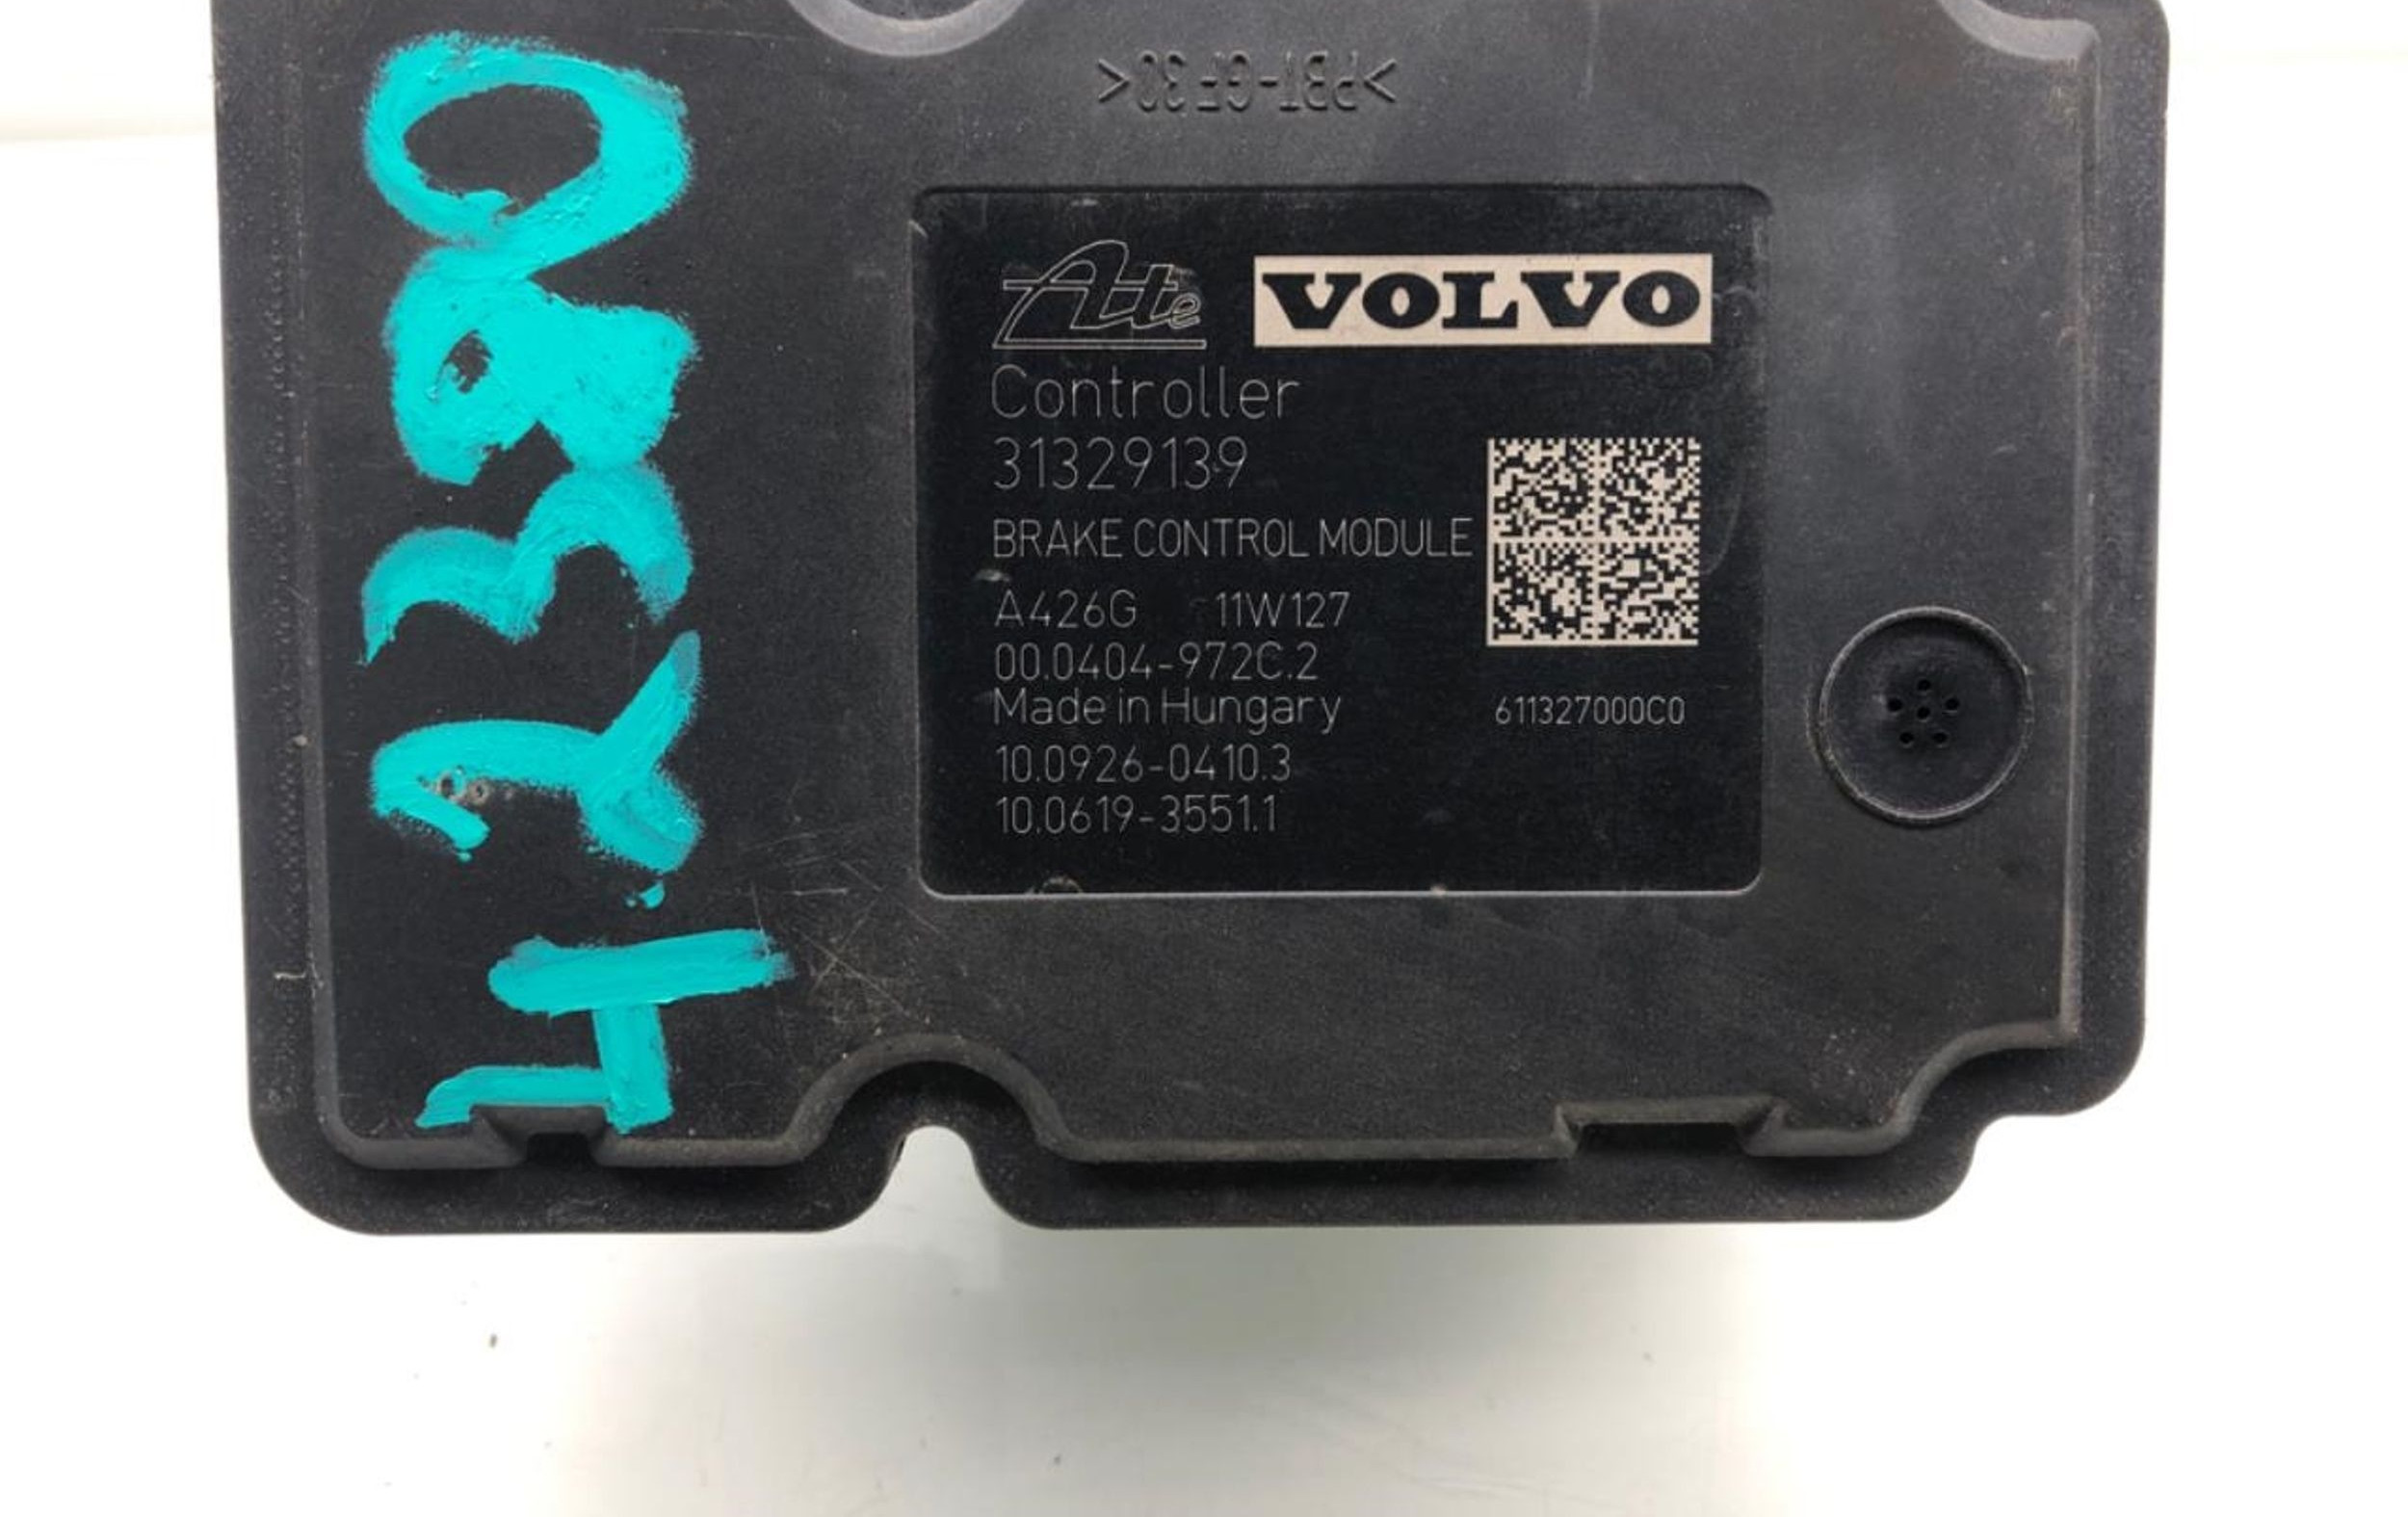 >PBT-GF30<
Ate VOLVO
Controller
31329139
BRAKE CONTROL MODULE
A426G 11W127
00.0404-972C.2
Made in Hungary
611327000C0
10.0926-0410.3
10.0619-3551.1